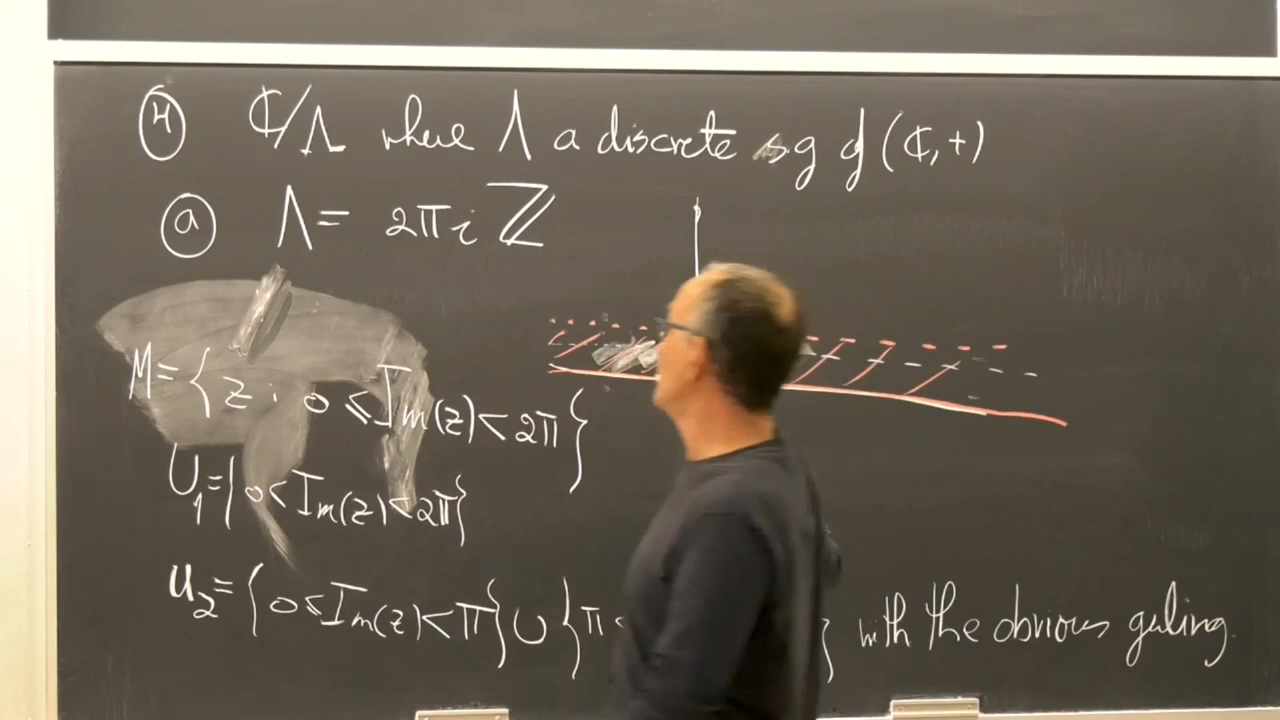 ④ ℂ/Λ where Λ a discrete sg of (ℂ,+)
ⓐ Λ = 2πi ℤ
M = { z : 0 ≤ Im(z) < 2π }
U₁ = { 0 < Im(z) < 2π }
U₂ = { 0 ≤ Im(z) < π } ∪ { π < } with the obvious guling.